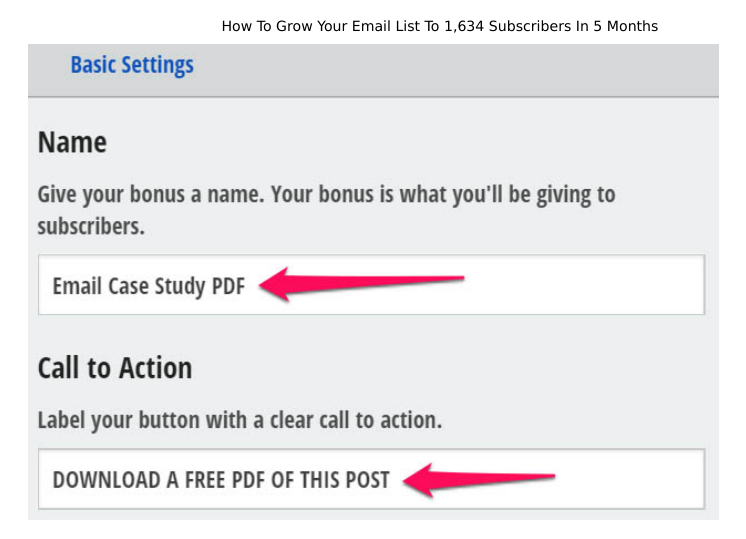 How To Grow Your Email List To 1,634 Subscribers In 5 Months
Basic Settings
Name
Give your bonus a name. Your bonus is what you'll be giving to
subscribers.
Email Case Study PDF
Call to Action
Label your button with a clear call to action.
DOWNLOAD A FREE PDF OF THIS POST